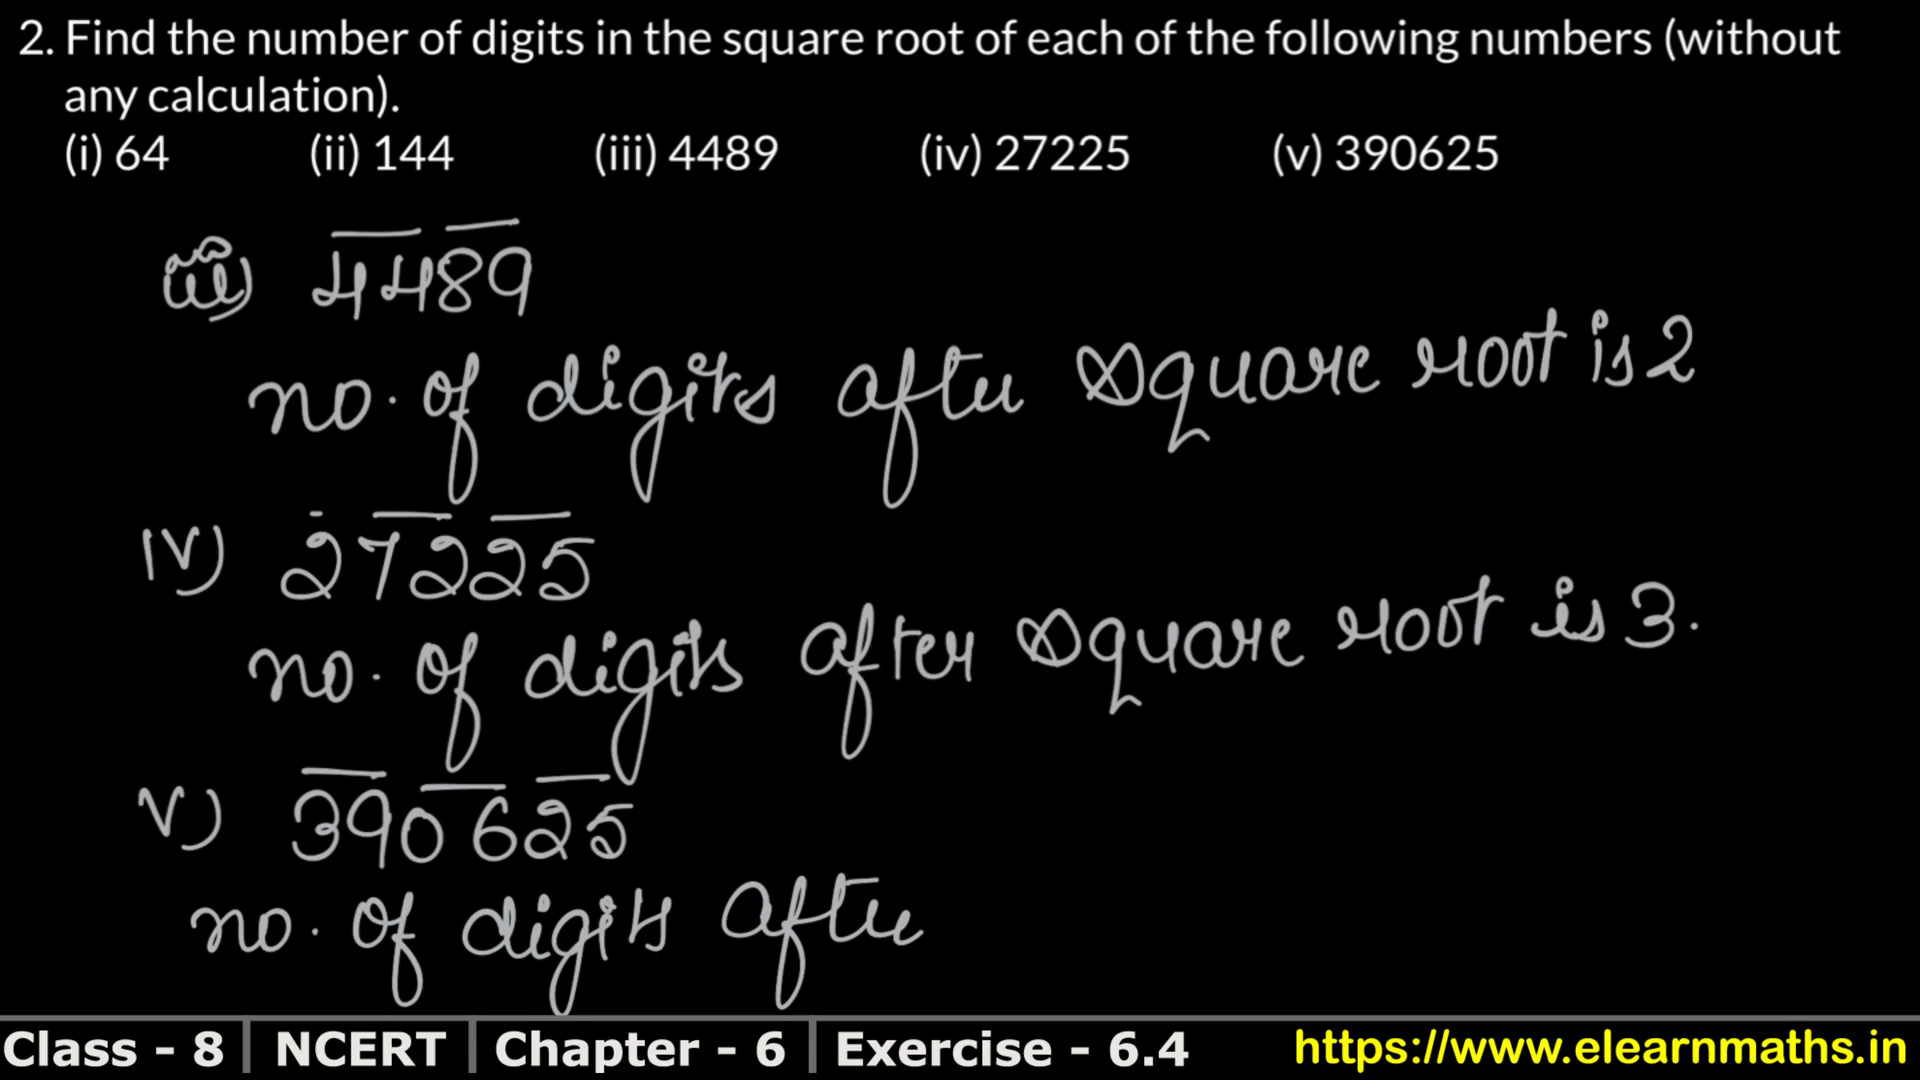 2. Find the number of digits in the square root of each of the following numbers (without
any calculation).
(i) 64 (ii) 144 (iii) 4489 (iv) 27225 (v) 390625
iii) 4489
no. of digits after square root is 2
iv) 27225
no. of digits after square root is 3.
v) 390625
no. of digits after
Class - 8 | NCERT | Chapter - 6 | Exercise - 6.4 https://www.elearnmaths.in